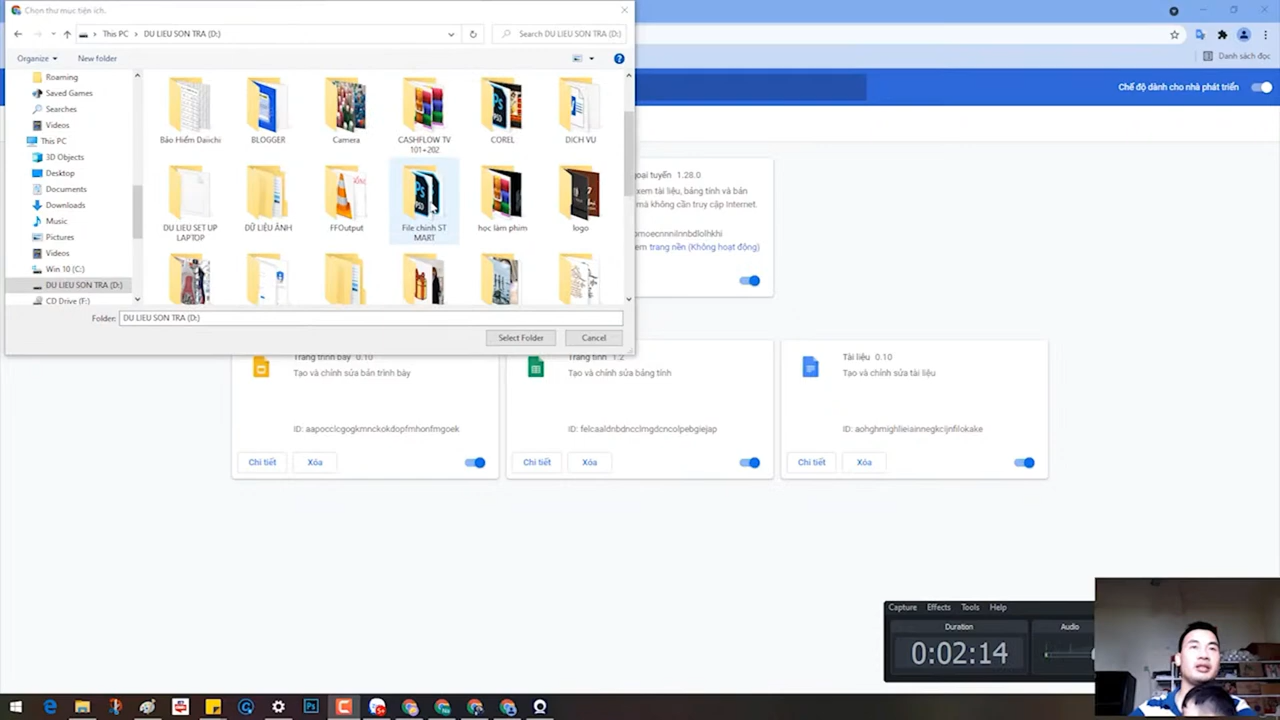 Chọn thư mục tiện ích.
This PC
DU LIEU SON TRA (D:)
Search DU LIEU SON TRA (D:)
Organize
New folder
Danh sách đọc
Chế độ dành cho nhà phát triển
Roaming
Saved Games
Searches
Videos
This PC
3D Objects
Desktop
Documents
Downloads
Music
Pictures
Videos
Win 10 (C:)
DU LIEU SON TRA (D:)
CD Drive (F:)
Bảo Hiểm Daiichi
BLOGGER
Camera
CASHFLOW TV
101+202
COREL
DICH VU
DU LIEU SET UP
LAPTOP
DỮ LIỆU ẢNH
FFOutput
File chinh ST
MART
học làm phim
logo
Folder:
DU LIEU SON TRA (D:)
Select Folder
Cancel
oại tuyến 1.28.0
xem tài liệu, bảng tính và bản
mà không cần truy cập Internet.
omoecnnnilnnbdlolhkhi
em trang nền (Không hoạt động)
Trang trình bày 0.10
Tạo và chỉnh sửa bản trình bày
ID: aapocclcgogkmnckokdopfmhonfmgoek
Chi tiết
Xóa
Trang tính 1.2
Tạo và chỉnh sửa bảng tính
ID: felcaaldnbdncclmgdcncolpebgiejap
Chi tiết
Xóa
Tài liệu 0.10
Tạo và chỉnh sửa tài liệu
ID: aohghmighlieiainnegkcijnfilokake
Chi tiết
Xóa
Capture
Effects
Tools
Help
Duration
Audio
0:02:14